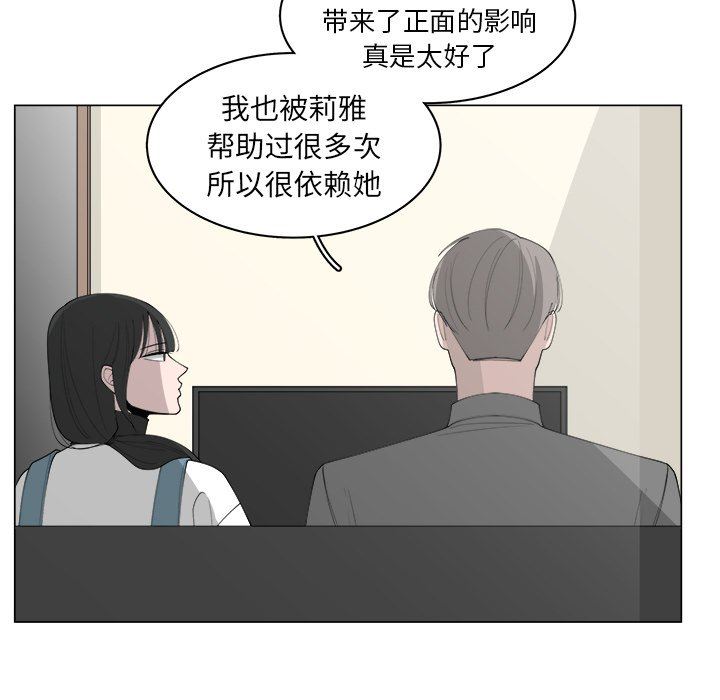 带来了正面的影响
真是太好了
我也被莉雅
帮助过很多次
所以很依赖她